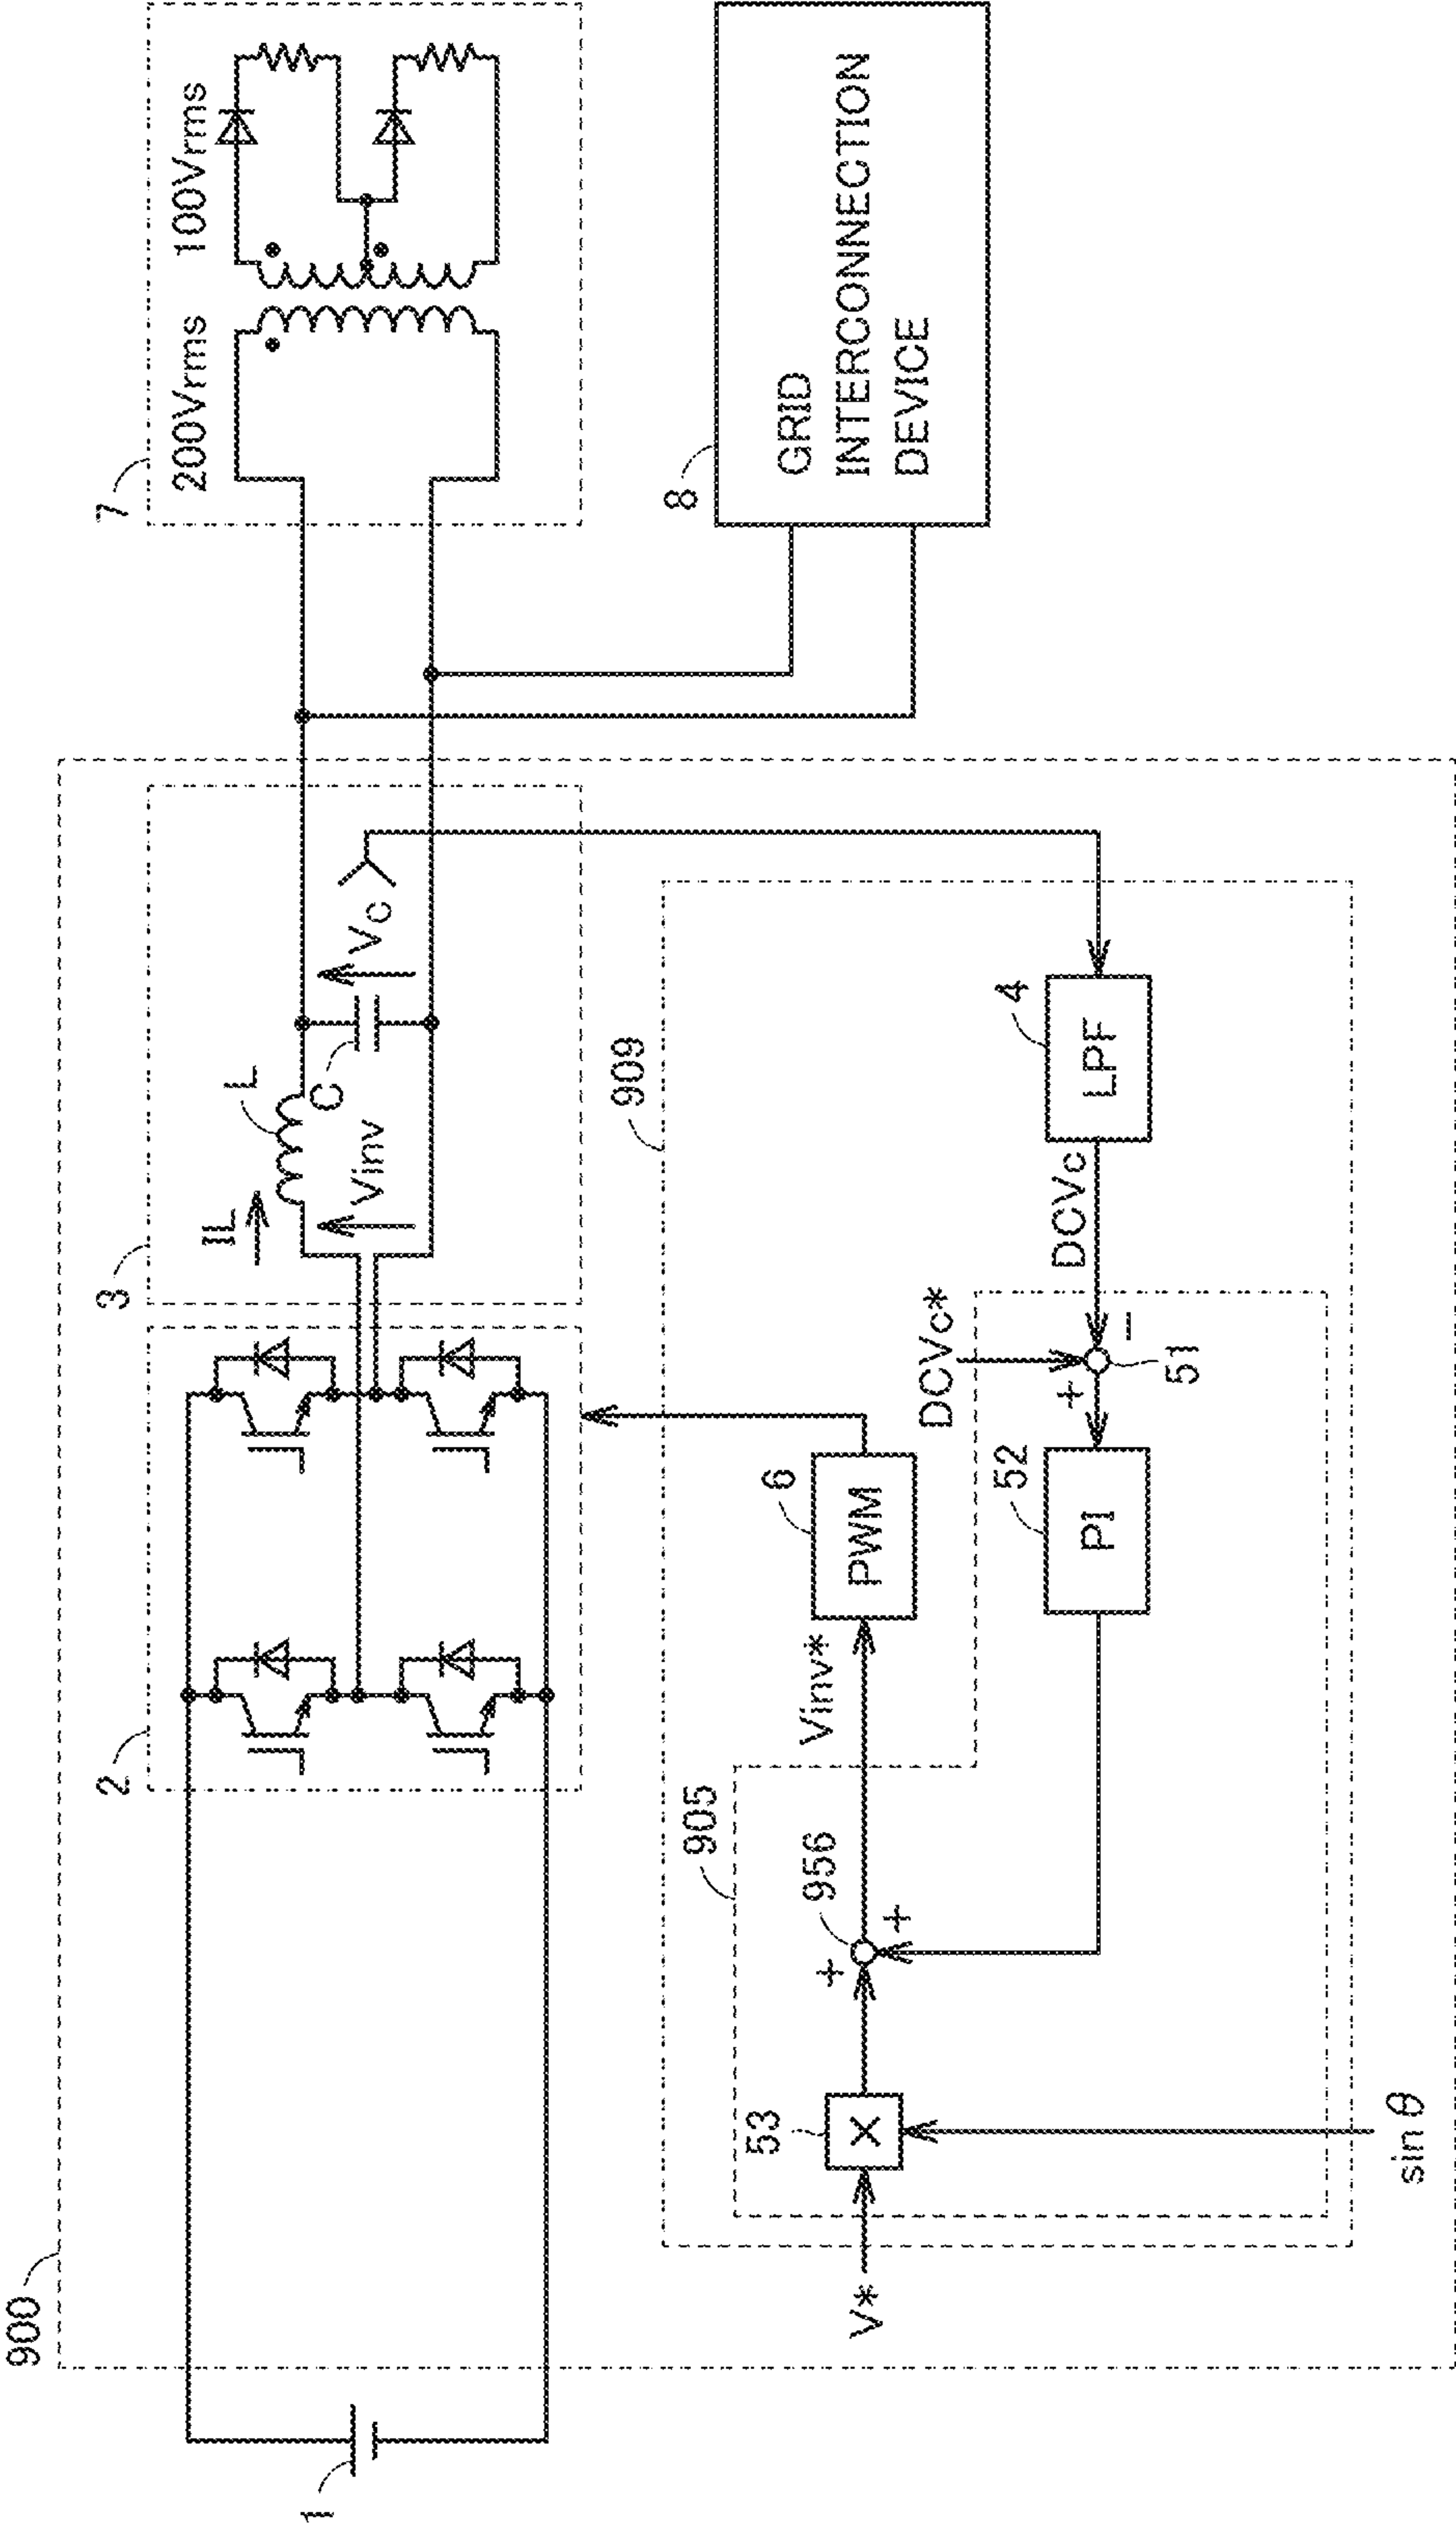 900
1
2
3
IL
L
Vinv
C
Vc
7
200Vrms
100Vrms
8
GRID
INTERCONNECTION
DEVICE
909
905
V*
53
X
sin θ
956
+
+
Vinv*
6
PWM
52
PI
DCVc*
+
−
51
DCVc
4
LPF